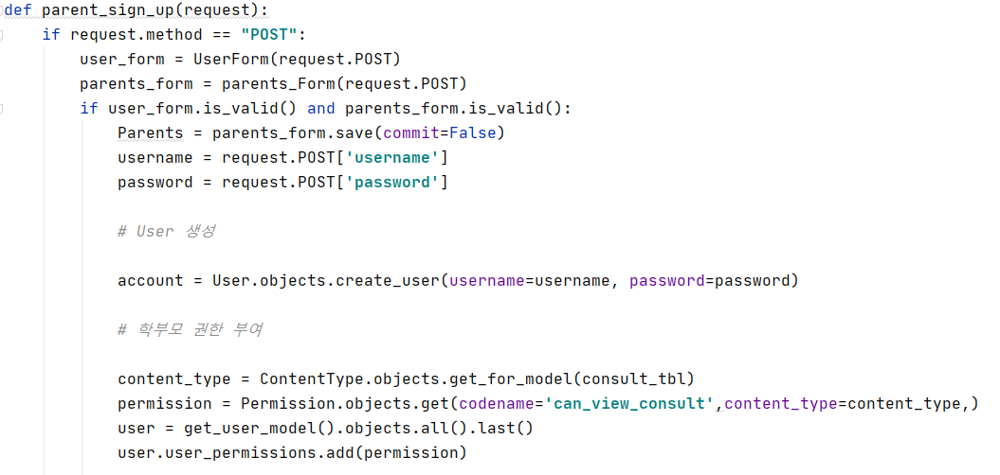 def parent_sign_up(request):
    if request.method == "POST":
        user_form = UserForm(request.POST)
        parents_form = parents_Form(request.POST)
        if user_form.is_valid() and parents_form.is_valid():
            Parents = parents_form.save(commit=False)
            username = request.POST['username']
            password = request.POST['password']
            # User 생성
            account = User.objects.create_user(username=username, password=password)
            # 학부모 권한 부여
            content_type = ContentType.objects.get_for_model(consult_tbl)
            permission = Permission.objects.get(codename='can_view_consult',content_type=content_type,)
            user = get_user_model().objects.all().last()
            user.user_permissions.add(permission)